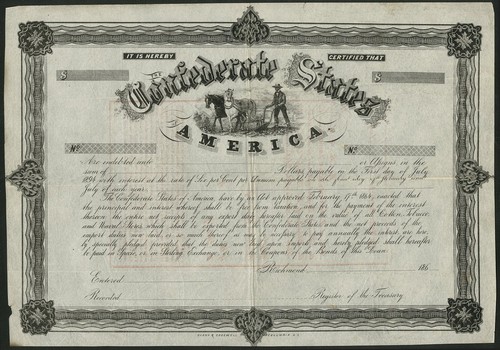 IT IS HEREBY CERTIFIED THAT
Confederate States
$ $
AMERICA.
No No
Are indebted unto or Assigns in the
sum of Dollars payable on the First day of July
1894 with interest at the rate of Six per Cent per Annum payable on the first day of January
July of each year.
The Confederate States of America have by an Act approved February 17th 1864, enacted that
the principal and interest thereof shall be free from taxation, and for the payment of the interest
thereon the entire net receipts of any export duty hereafter laid on the value of all Cotton, Tobacco,
and Naval Stores, which shall be exported from the Confederate States and the net proceeds of the
import duties now laid, or so much thereof as may be necessary to pay annually the interest, are here
by specially pledged provided that the duties now laid upon imports and hereby pledged shall hereafter
be paid in Specie, or in Sterling Exchange, or in the Coupons of the Bonds of this Issue.
Richmond 186
Entered
Recorded Register of the Treasury